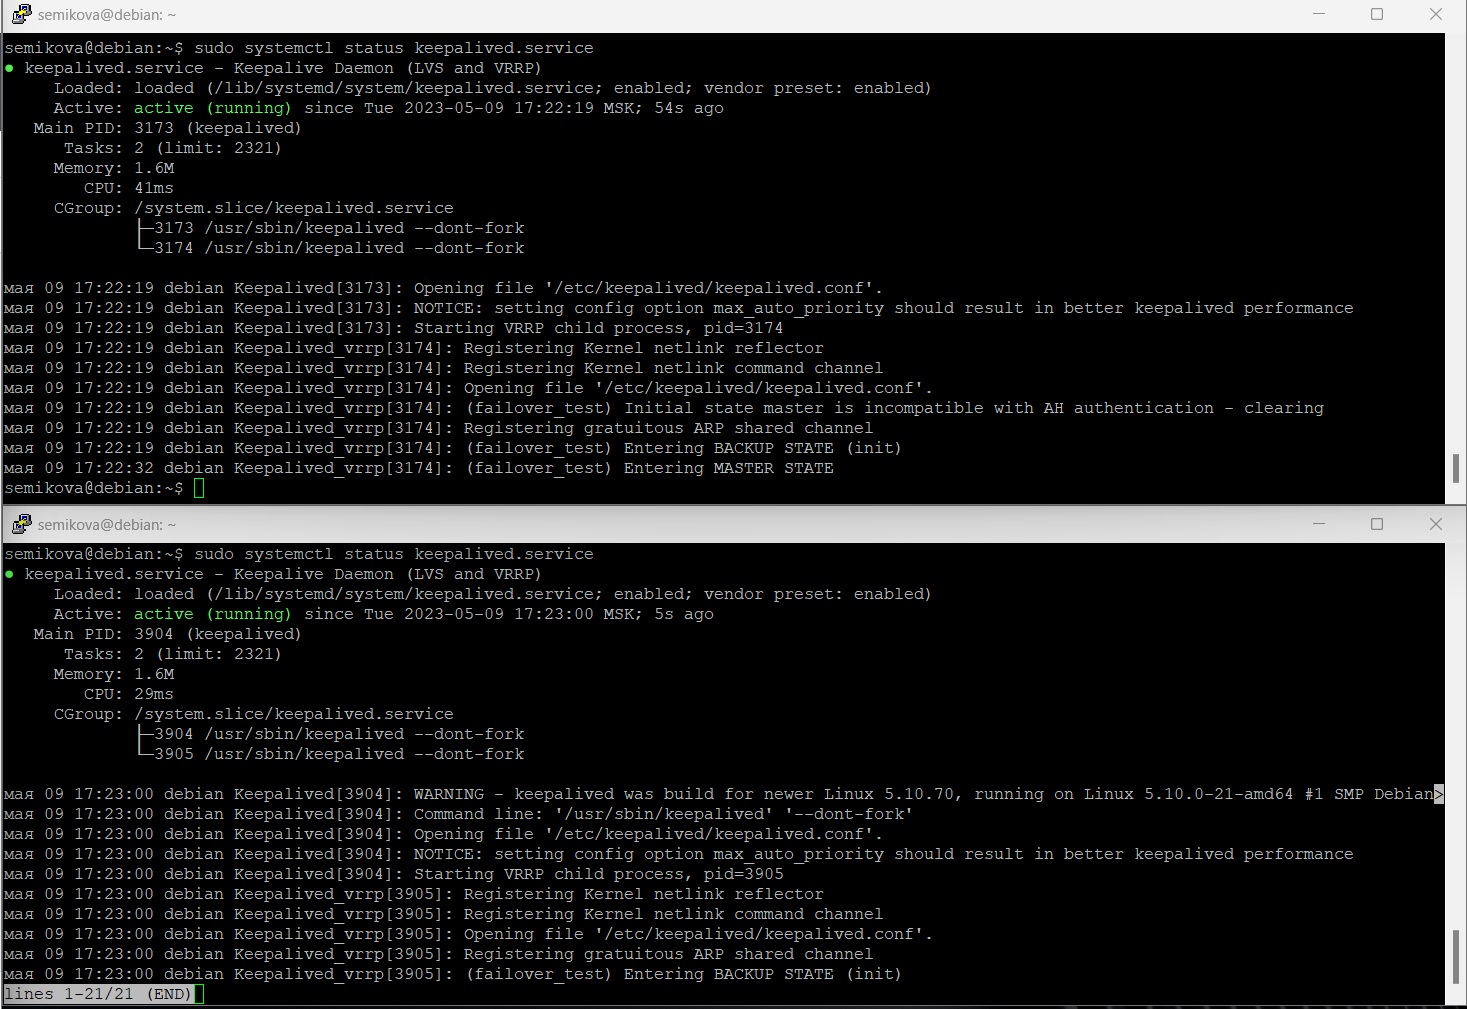 semikova@debian: ~
semikova@debian:~$ sudo systemctl status keepalived.service
● keepalived.service - Keepalive Daemon (LVS and VRRP)
Loaded: loaded (/lib/systemd/system/keepalived.service; enabled; vendor preset: enabled)
Active: active (running) since Tue 2023-05-09 17:22:19 MSK; 54s ago
Main PID: 3173 (keepalived)
Tasks: 2 (limit: 2321)
Memory: 1.6M
CPU: 41ms
CGroup: /system.slice/keepalived.service
├─3173 /usr/sbin/keepalived --dont-fork
└─3174 /usr/sbin/keepalived --dont-fork
мая 09 17:22:19 debian Keepalived[3173]: Opening file '/etc/keepalived/keepalived.conf'.
мая 09 17:22:19 debian Keepalived[3173]: NOTICE: setting config option max_auto_priority should result in better keepalived performance
мая 09 17:22:19 debian Keepalived[3173]: Starting VRRP child process, pid=3174
мая 09 17:22:19 debian Keepalived_vrrp[3174]: Registering Kernel netlink reflector
мая 09 17:22:19 debian Keepalived_vrrp[3174]: Registering Kernel netlink command channel
мая 09 17:22:19 debian Keepalived_vrrp[3174]: Opening file '/etc/keepalived/keepalived.conf'.
мая 09 17:22:19 debian Keepalived_vrrp[3174]: (failover_test) Initial state master is incompatible with AH authentication - clearing
мая 09 17:22:19 debian Keepalived_vrrp[3174]: Registering gratuitous ARP shared channel
мая 09 17:22:19 debian Keepalived_vrrp[3174]: (failover_test) Entering BACKUP STATE (init)
мая 09 17:22:32 debian Keepalived_vrrp[3174]: (failover_test) Entering MASTER STATE
semikova@debian:~$
semikova@debian: ~
semikova@debian:~$ sudo systemctl status keepalived.service
● keepalived.service - Keepalive Daemon (LVS and VRRP)
Loaded: loaded (/lib/systemd/system/keepalived.service; enabled; vendor preset: enabled)
Active: active (running) since Tue 2023-05-09 17:23:00 MSK; 5s ago
Main PID: 3904 (keepalived)
Tasks: 2 (limit: 2321)
Memory: 1.6M
CPU: 29ms
CGroup: /system.slice/keepalived.service
├─3904 /usr/sbin/keepalived --dont-fork
└─3905 /usr/sbin/keepalived --dont-fork
мая 09 17:23:00 debian Keepalived[3904]: WARNING - keepalived was build for newer Linux 5.10.70, running on Linux 5.10.0-21-amd64 #1 SMP Debian>
мая 09 17:23:00 debian Keepalived[3904]: Command line: '/usr/sbin/keepalived' '--dont-fork'
мая 09 17:23:00 debian Keepalived[3904]: Opening file '/etc/keepalived/keepalived.conf'.
мая 09 17:23:00 debian Keepalived[3904]: NOTICE: setting config option max_auto_priority should result in better keepalived performance
мая 09 17:23:00 debian Keepalived[3904]: Starting VRRP child process, pid=3905
мая 09 17:23:00 debian Keepalived_vrrp[3905]: Registering Kernel netlink reflector
мая 09 17:23:00 debian Keepalived_vrrp[3905]: Registering Kernel netlink command channel
мая 09 17:23:00 debian Keepalived_vrrp[3905]: Opening file '/etc/keepalived/keepalived.conf'.
мая 09 17:23:00 debian Keepalived_vrrp[3905]: Registering gratuitous ARP shared channel
мая 09 17:23:00 debian Keepalived_vrrp[3905]: (failover_test) Entering BACKUP STATE (init)
lines 1-21/21 (END)